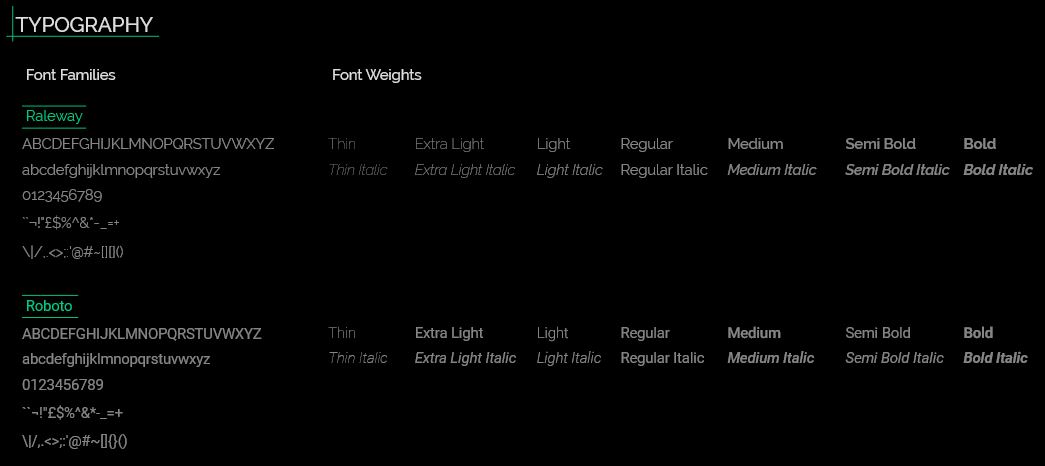 TYPOGRAPHY
Font Families Font Weights
Raleway
ABCDEFGHIJKLMNOPQRSTUVWXYZ Thin Extra Light Light Regular Medium Semi Bold Bold
abcdefghijklmnopqrstuvwxyz Thin Italic Extra Light Italic Light Italic Regular Italic Medium Italic Semi Bold Italic Bold Italic
0123456789
``¬!"£$%^&*-_=+
\|/,.<>;:'@#~[][]()
Roboto
ABCDEFGHIJKLMNOPQRSTUVWXYZ Thin Extra Light Light Regular Medium Semi Bold Bold
abcdefghijklmnopqrstuvwxyz Thin Italic Extra Light Italic Light Italic Regular Italic Medium Italic Semi Bold Italic Bold Italic
0123456789
``¬!"£$%^&*-_=+
\|/,.<>;:'@#~[]{}()